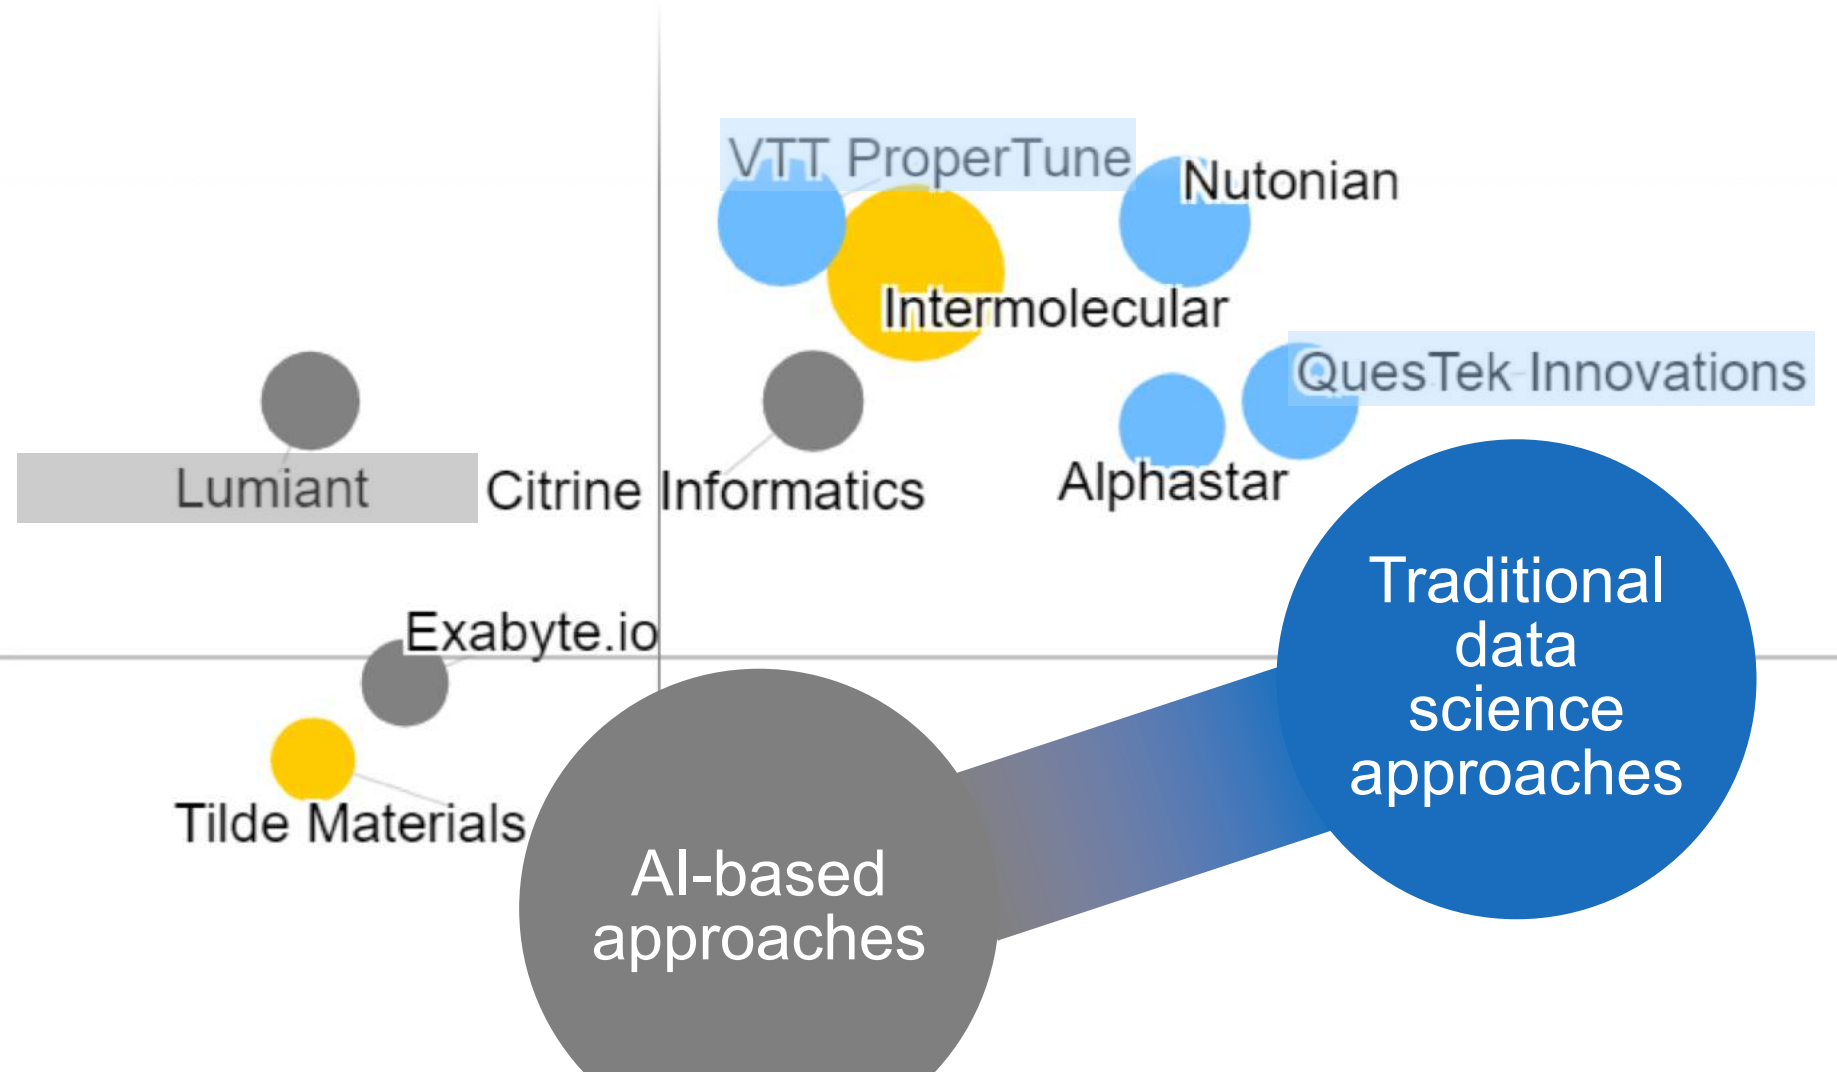 VTT ProperTune
Nutonian
Intermolecular
QuesTek Innovations
Lumiant
Citrine Informatics
Alphastar
Exabyte.io
Tilde Materials
Traditional
data
science
approaches
AI-based
approaches